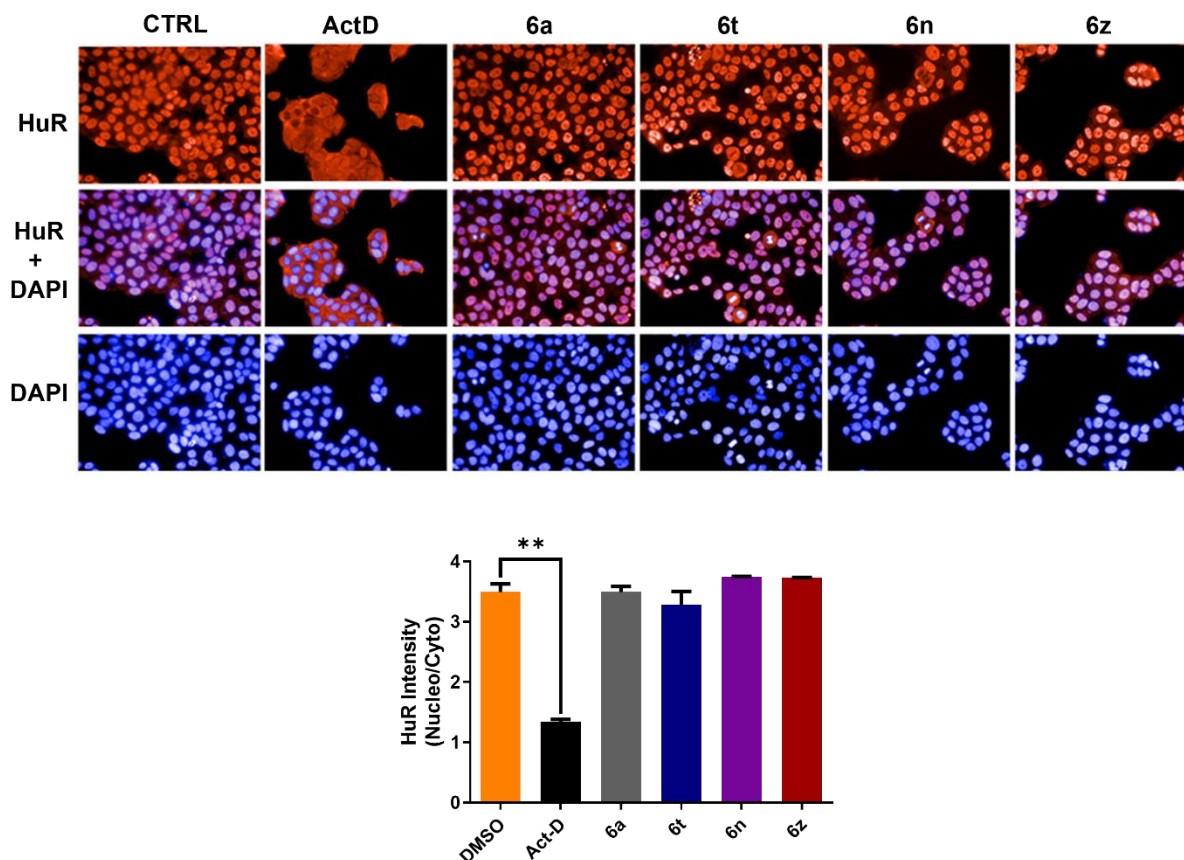 CTRL ActD 6a 6t 6n 6z
HuR
HuR
+
DAPI
DAPI
**
4
3
2
1
0
HuR Intensity
(Nucleo/Cyto)
DMSO Act-D 6a 6t 6n 6z